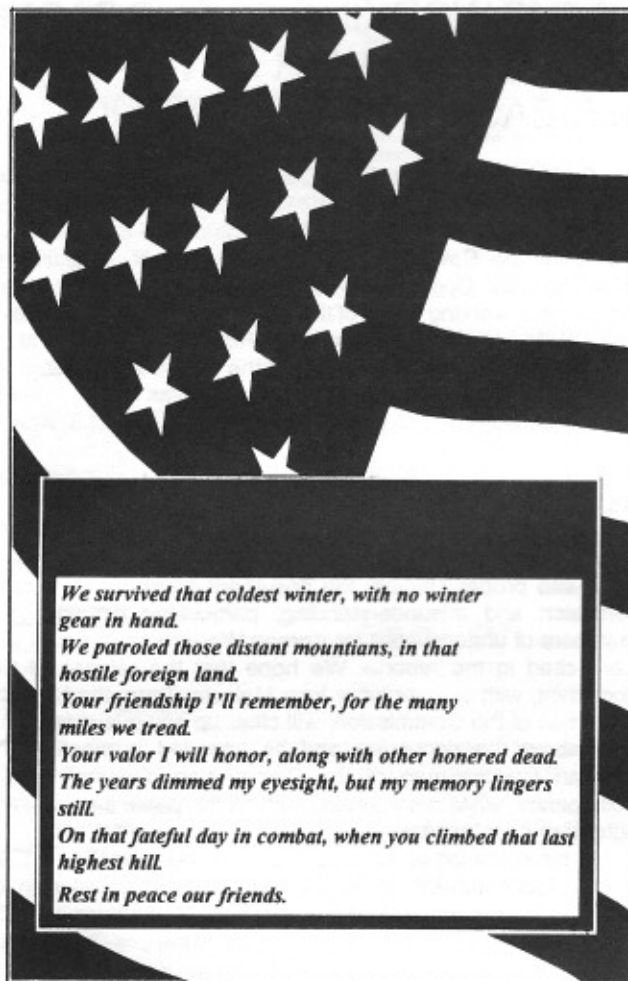 We survived that coldest winter, with no winter
gear in hand.
We patroled those distant mountians, in that
hostile foreign land.
Your friendship I'll remember, for the many
miles we tread.
Your valor I will honor, along with other honered dead.
The years dimmed my eyesight, but my memory lingers
still.
On that fateful day in combat, when you climbed that last
highest hill.
Rest in peace our friends.